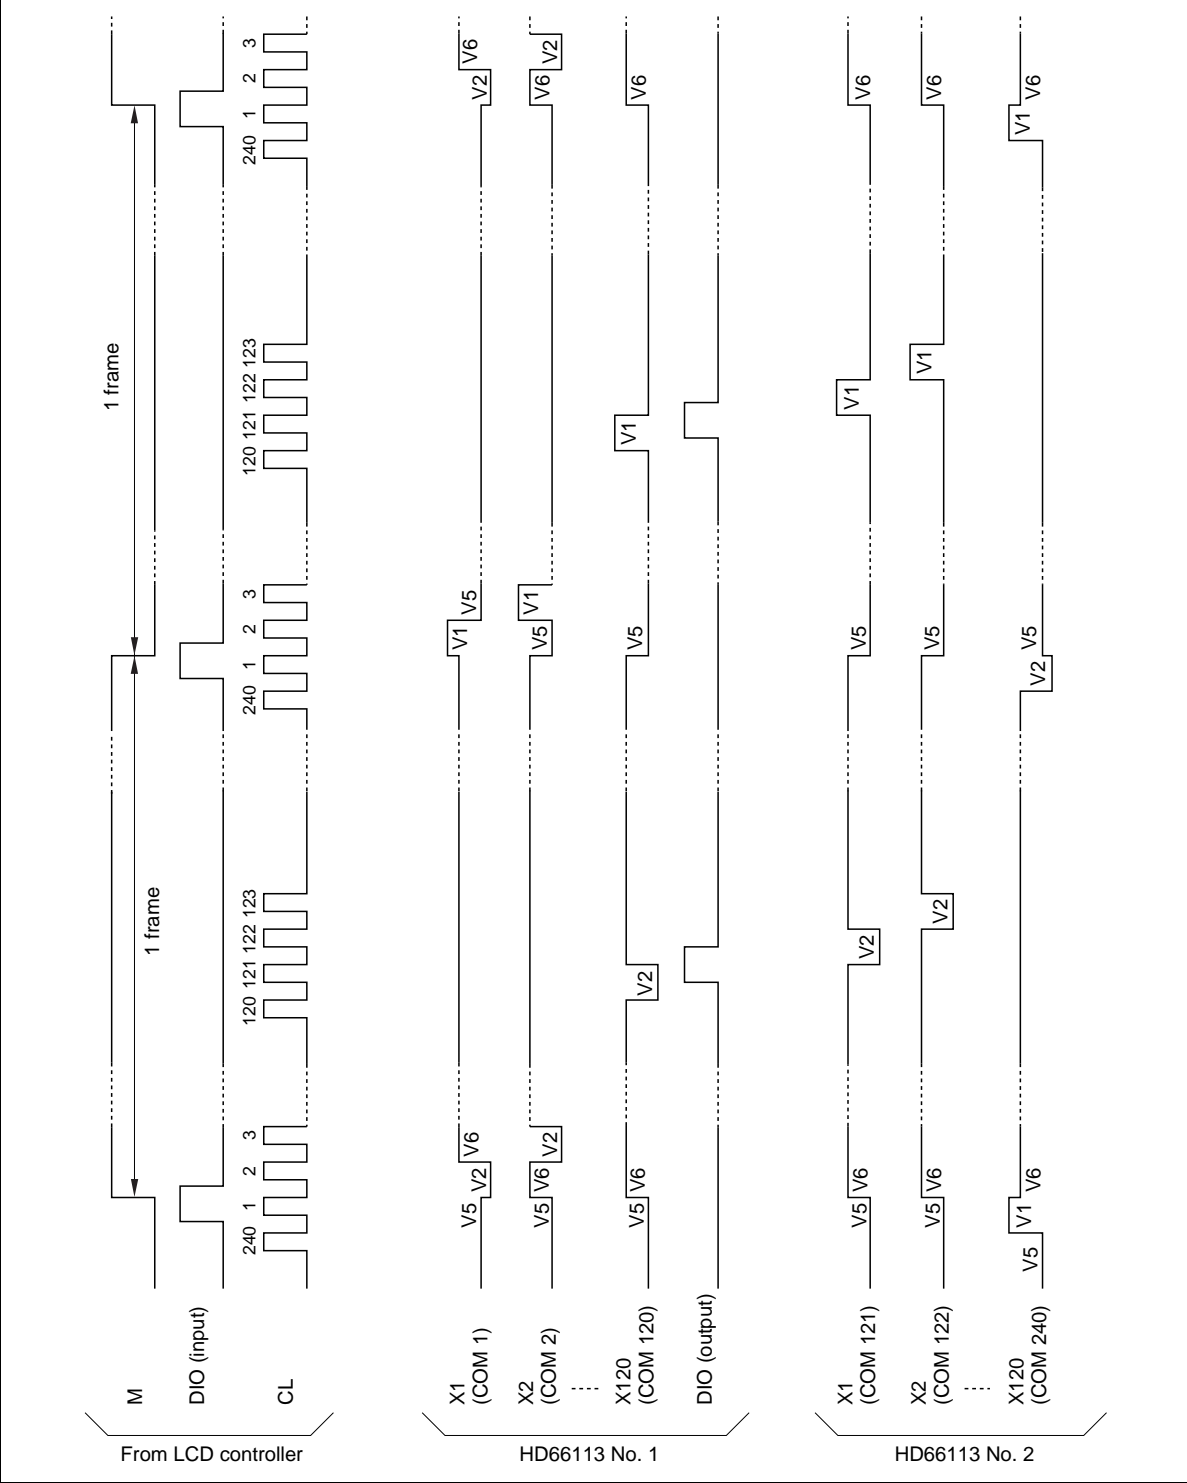 From LCD controller
M
1 frame
1 frame
DIO (input)
CL
240 1 2 3 120 121 122 123 240 1 2 3 120 121 122 123 240 1 2 3
HD66113 No. 1
X1
(COM 1)
V5 V2 V6 V1 V5 V2 V6
X2
(COM 2)
V5 V6 V2 V5 V1 V6 V2
X120
(COM 120)
V5 V6 V2 V5 V1 V6
DIO (output)
HD66113 No. 2
X1
(COM 121)
V5 V6 V2 V5 V1 V6
X2
(COM 122)
V5 V6 V2 V5 V1 V6
X120
(COM 240)
V5 V1 V6 V2 V5 V1 V6